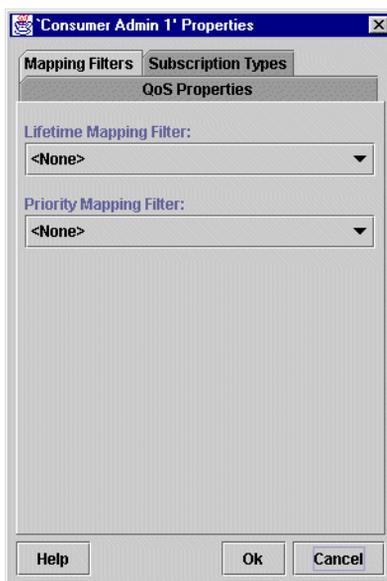 `Consumer Admin 1' Properties
Mapping Filters Subscription Types
QoS Properties
Lifetime Mapping Filter:
<None>
Priority Mapping Filter:
<None>
Help Ok Cancel